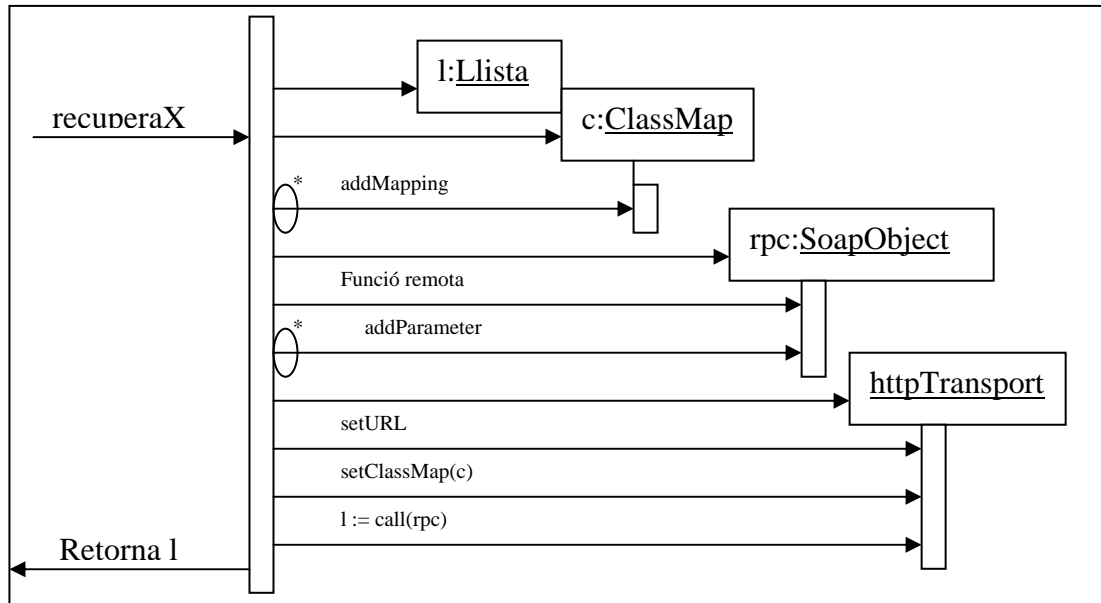 l:Llista
c:ClassMap
recuperaX
*
addMapping
rpc:SoapObject
Funció remota
*
addParameter
httpTransport
setURL
setClassMap(c)
l := call(rpc)
Retorna l